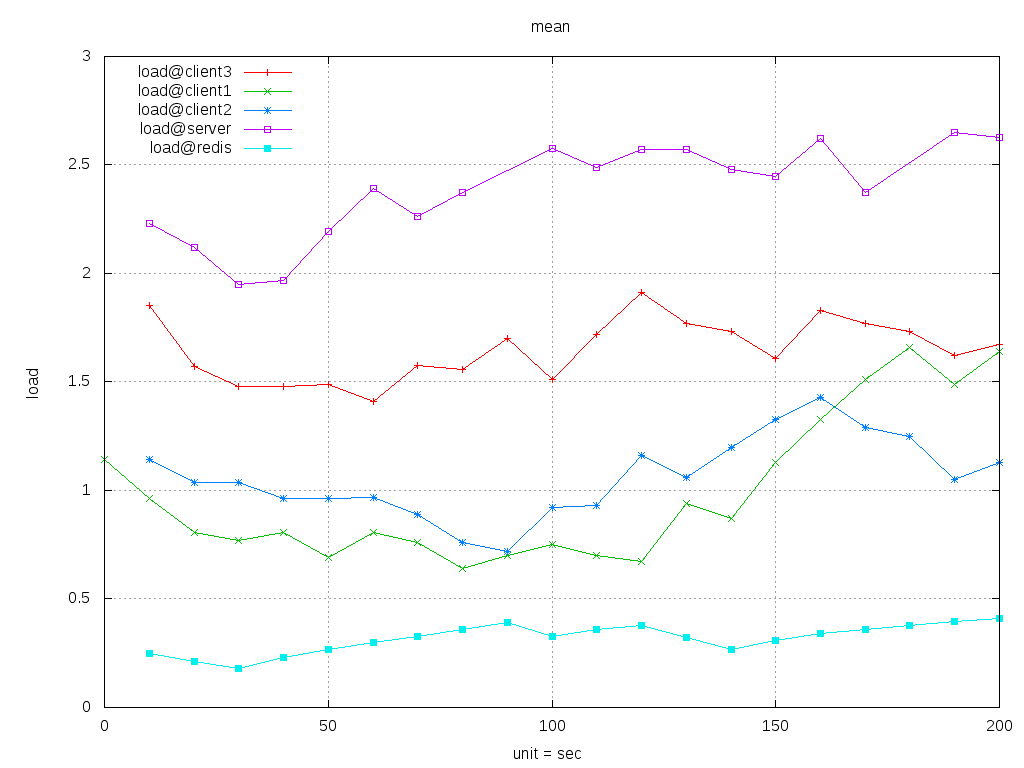 mean
3
2.5
2
1.5
1
0.5
0
load
load@client3
load@client1
load@client2
load@server
load@redis
0 50 100 150 200
unit = sec